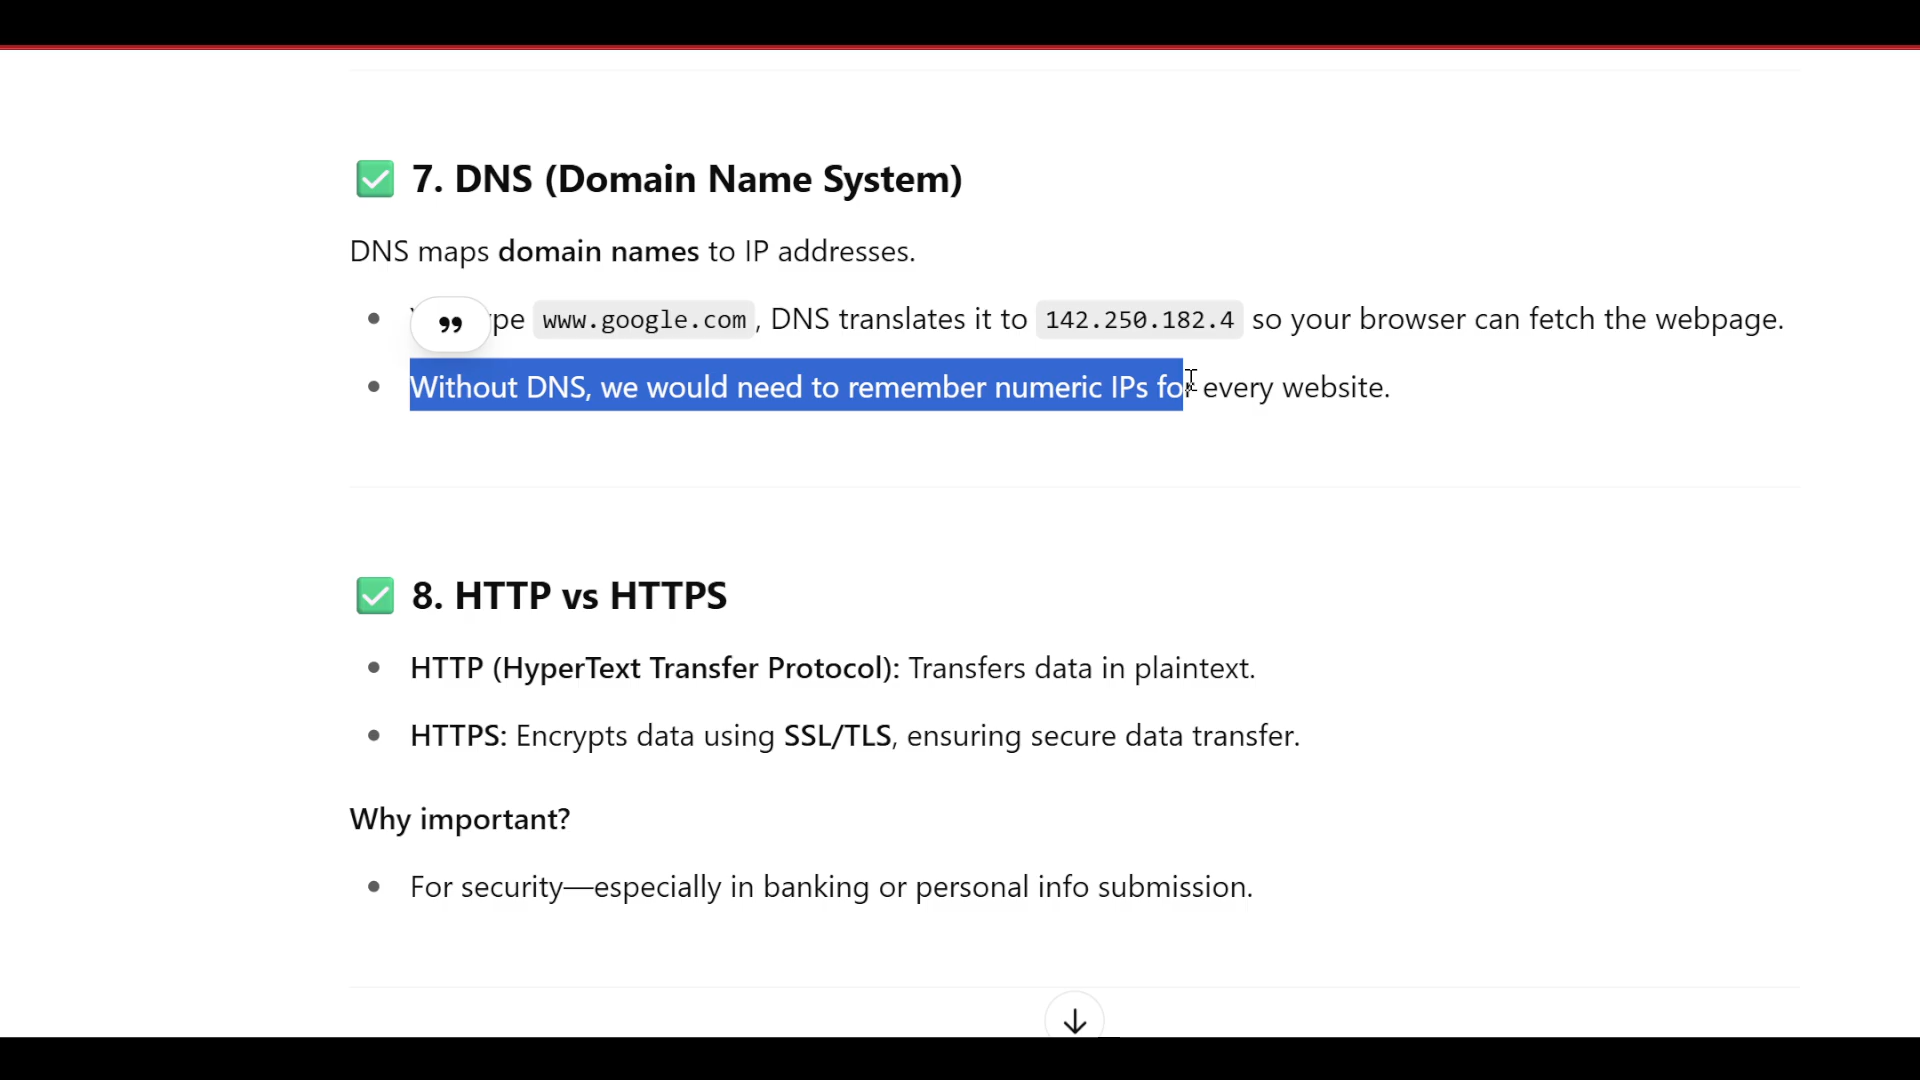 ✅ 7. DNS (Domain Name System)
DNS maps domain names to IP addresses.
• ype www.google.com, DNS translates it to 142.250.182.4 so your browser can fetch the webpage.
• Without DNS, we would need to remember numeric IPs for every website.
✅ 8. HTTP vs HTTPS
• HTTP (HyperText Transfer Protocol): Transfers data in plaintext.
• HTTPS: Encrypts data using SSL/TLS, ensuring secure data transfer.
Why important?
• For security—especially in banking or personal info submission.